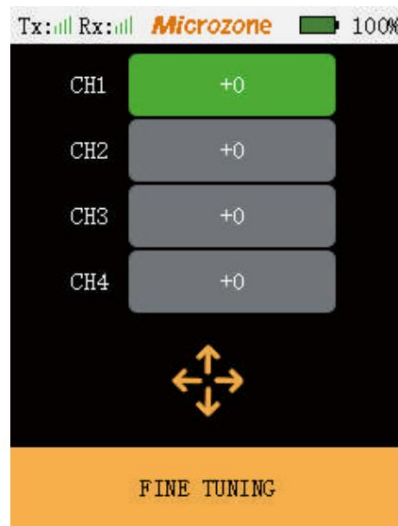 Tx: Rx: Microzone 100%
CH1 +0
CH2 +0
CH3 +0
CH4 +0
FINE TUNING